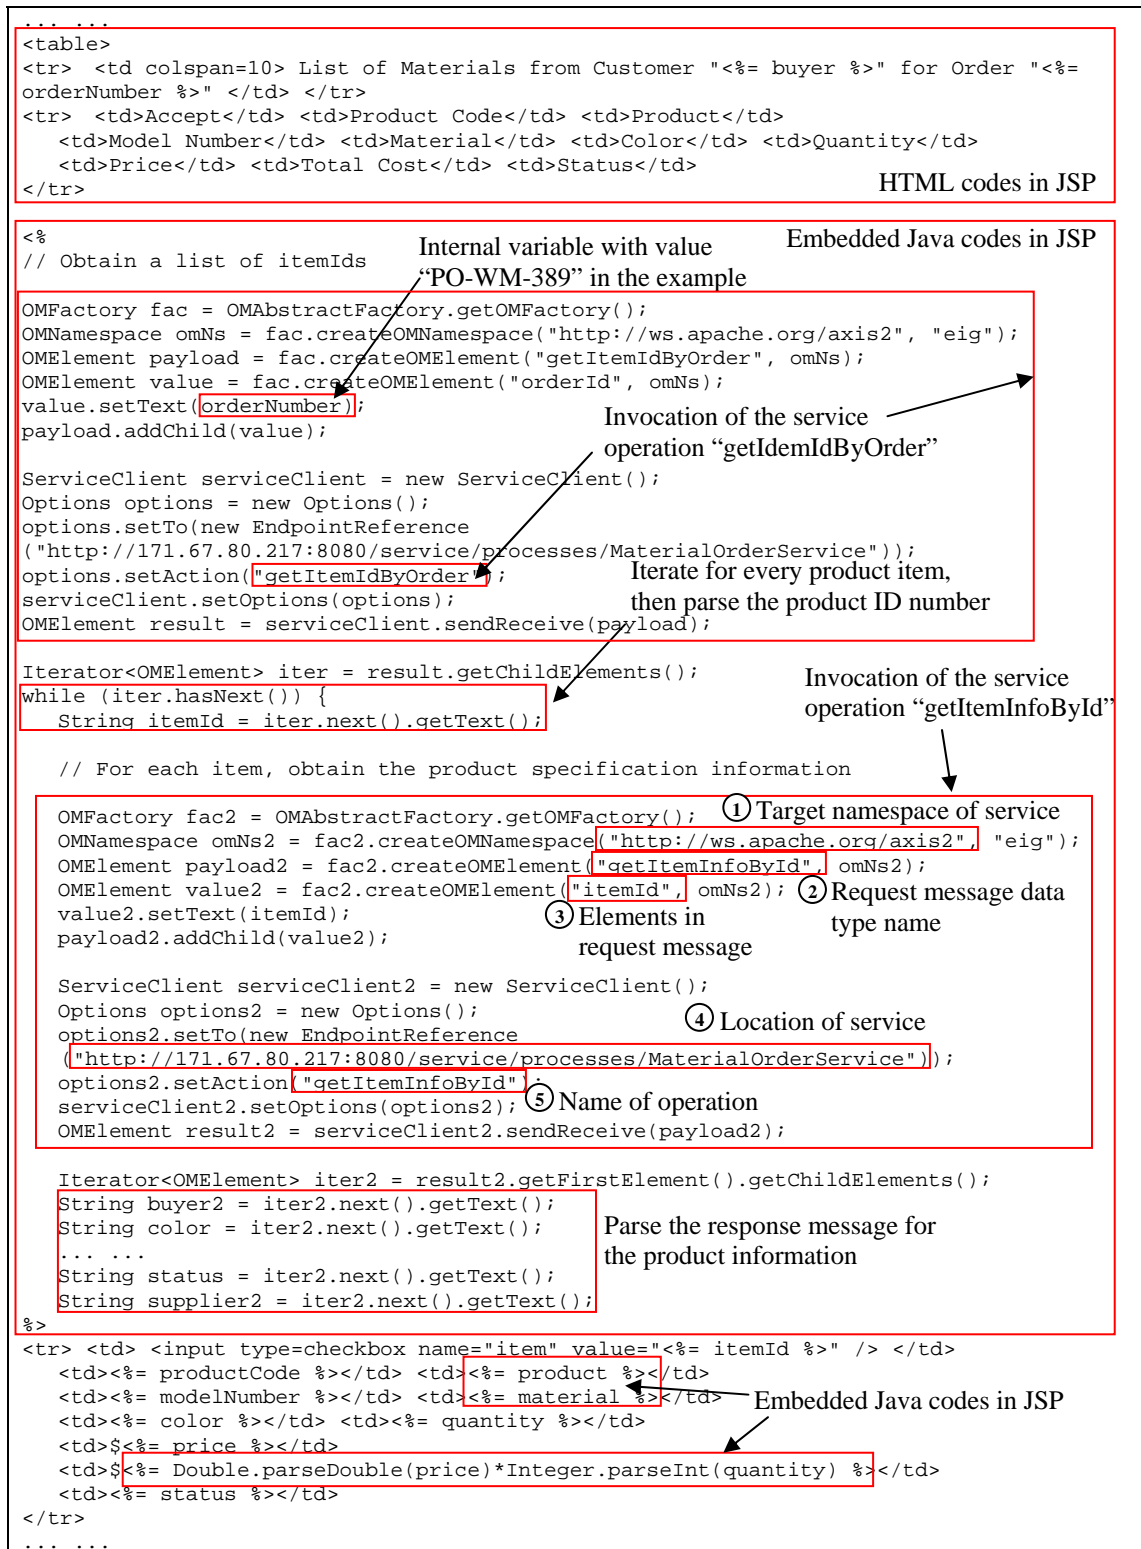 ... ...
<table>
<tr>  <td colspan=10> List of Materials from Customer "<%= buyer %>" for Order "<%=
orderNumber %>" </td> </tr>
<tr>  <td>Accept</td> <td>Product Code</td> <td>Product</td>
<td>Model Number</td> <td>Material</td> <td>Color</td> <td>Quantity</td>
<td>Price</td> <td>Total Cost</td> <td>Status</td>
</tr>
HTML codes in JSP
<%
Embedded Java codes in JSP
// Obtain a list of itemIds
Internal variable with value
“PO-WM-389” in the example
OMFactory fac = OMAbstractFactory.getOMFactory();
OMNamespace omNs = fac.createOMNamespace("http://ws.apache.org/axis2", "eig");
OMElement payload = fac.createOMElement("getItemIdByOrder", omNs);
OMElement value = fac.createOMElement("orderId", omNs);
value.setText(orderNumber);
payload.addChild(value);
Invocation of the service
operation “getIdemIdByOrder”
ServiceClient serviceClient = new ServiceClient();
Options options = new Options();
options.setTo(new EndpointReference
("http://171.67.80.217:8080/service/processes/MaterialOrderService"));
options.setAction("getItemIdByOrder");
serviceClient.setOptions(options);
OMElement result = serviceClient.sendReceive(payload);
Iterate for every product item,
then parse the product ID number
Iterator<OMElement> iter = result.getChildElements();
while (iter.hasNext()) {
String itemId = iter.next().getText();
Invocation of the service
operation “getItemInfoById”
// For each item, obtain the product specification information
OMFactory fac2 = OMAbstractFactory.getOMFactory();
1 Target namespace of service
OMNamespace omNs2 = fac2.createOMNamespace("http://ws.apache.org/axis2", "eig");
OMElement payload2 = fac2.createOMElement("getItemInfoById", omNs2);
OMElement value2 = fac2.createOMElement("itemId", omNs2);
2 Request message data
type name
value2.setText(itemId);
3 Elements in
request message
payload2.addChild(value2);
ServiceClient serviceClient2 = new ServiceClient();
Options options2 = new Options();
4 Location of service
options2.setTo(new EndpointReference
("http://171.67.80.217:8080/service/processes/MaterialOrderService"));
options2.setAction("getItemInfoById");
serviceClient2.setOptions(options2);
5 Name of operation
OMElement result2 = serviceClient2.sendReceive(payload2);
Iterator<OMElement> iter2 = result2.getFirstElement().getChildElements();
String buyer2 = iter2.next().getText();
String color = iter2.next().getText();
... ...
String status = iter2.next().getText();
String supplier2 = iter2.next().getText();
Parse the response message for
the product information
%>
<tr> <td> <input type=checkbox name="item" value="<%= itemId %>" /> </td>
<td><%= productCode %></td> <td><%= product %></td>
<td><%= modelNumber %></td> <td><%= material %></td>
Embedded Java codes in JSP
<td><%= color %></td> <td><%= quantity %></td>
<td>$<%= price %></td>
<td>$<%= Double.parseDouble(price)*Integer.parseInt(quantity) %></td>
<td><%= status %></td>
</tr>
... ...